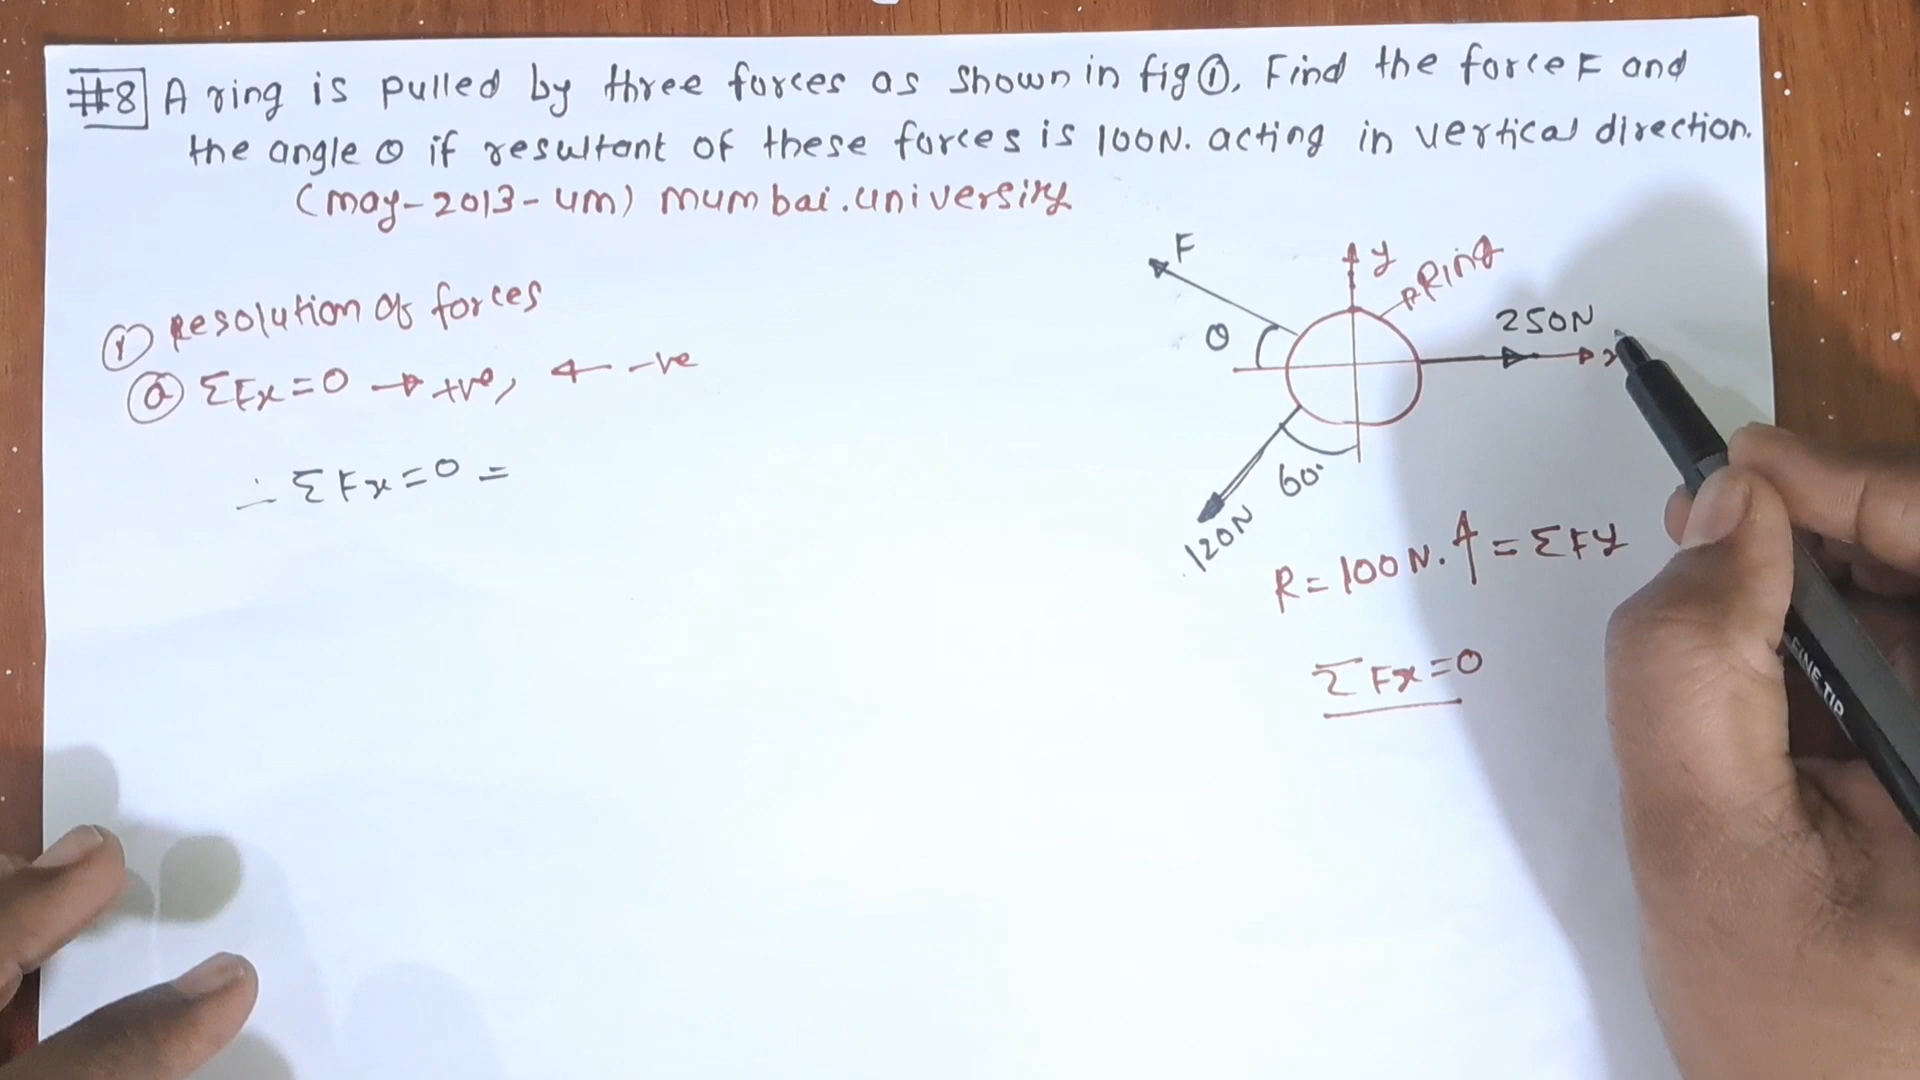 #8 A ring is pulled by three forces as shown in fig①. Find the force F and
the angle θ if resultant of these forces is 100N. acting in vertical direction.
(may-2013-4m) mumbai.university
① Resolution of forces
ⓐ ΣFx=0 → +ve, ← -ve
∴ ΣFx=0 =
F
y
Ring
θ
250N
x
60°
120N
R=100N.↑=ΣFy
ΣFx=0
FINE TIP